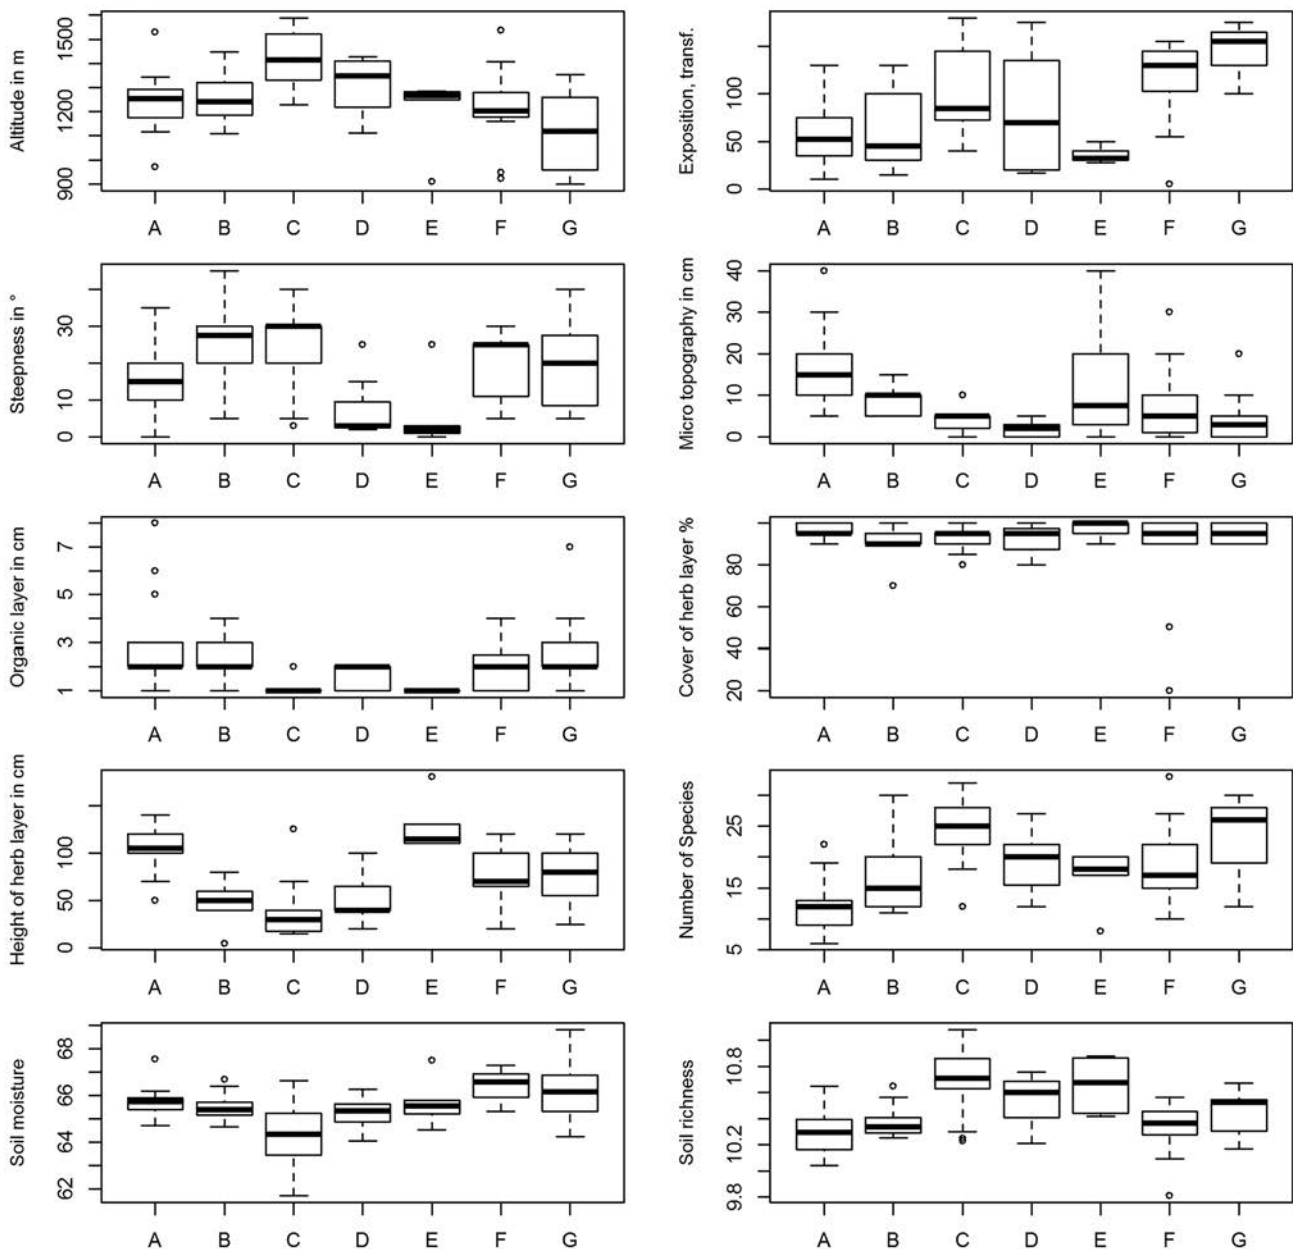 Altitude in m
1500
1200
900
A B C D E F G
Exposition, transf.
100
50
0
A B C D E F G
Steepness in °
30
10
0
A B C D E F G
Micro topography in cm
40
30
20
10
0
A B C D E F G
Organic layer in cm
7
5
3
1
A B C D E F G
Cover of herb layer %
80
60
40
20
A B C D E F G
Height of herb layer in cm
100
50
0
A B C D E F G
Number of Species
25
15
5
A B C D E F G
Soil moisture
68
66
64
62
A B C D E F G
Soil richness
10.8
10.2
9.8
A B C D E F G